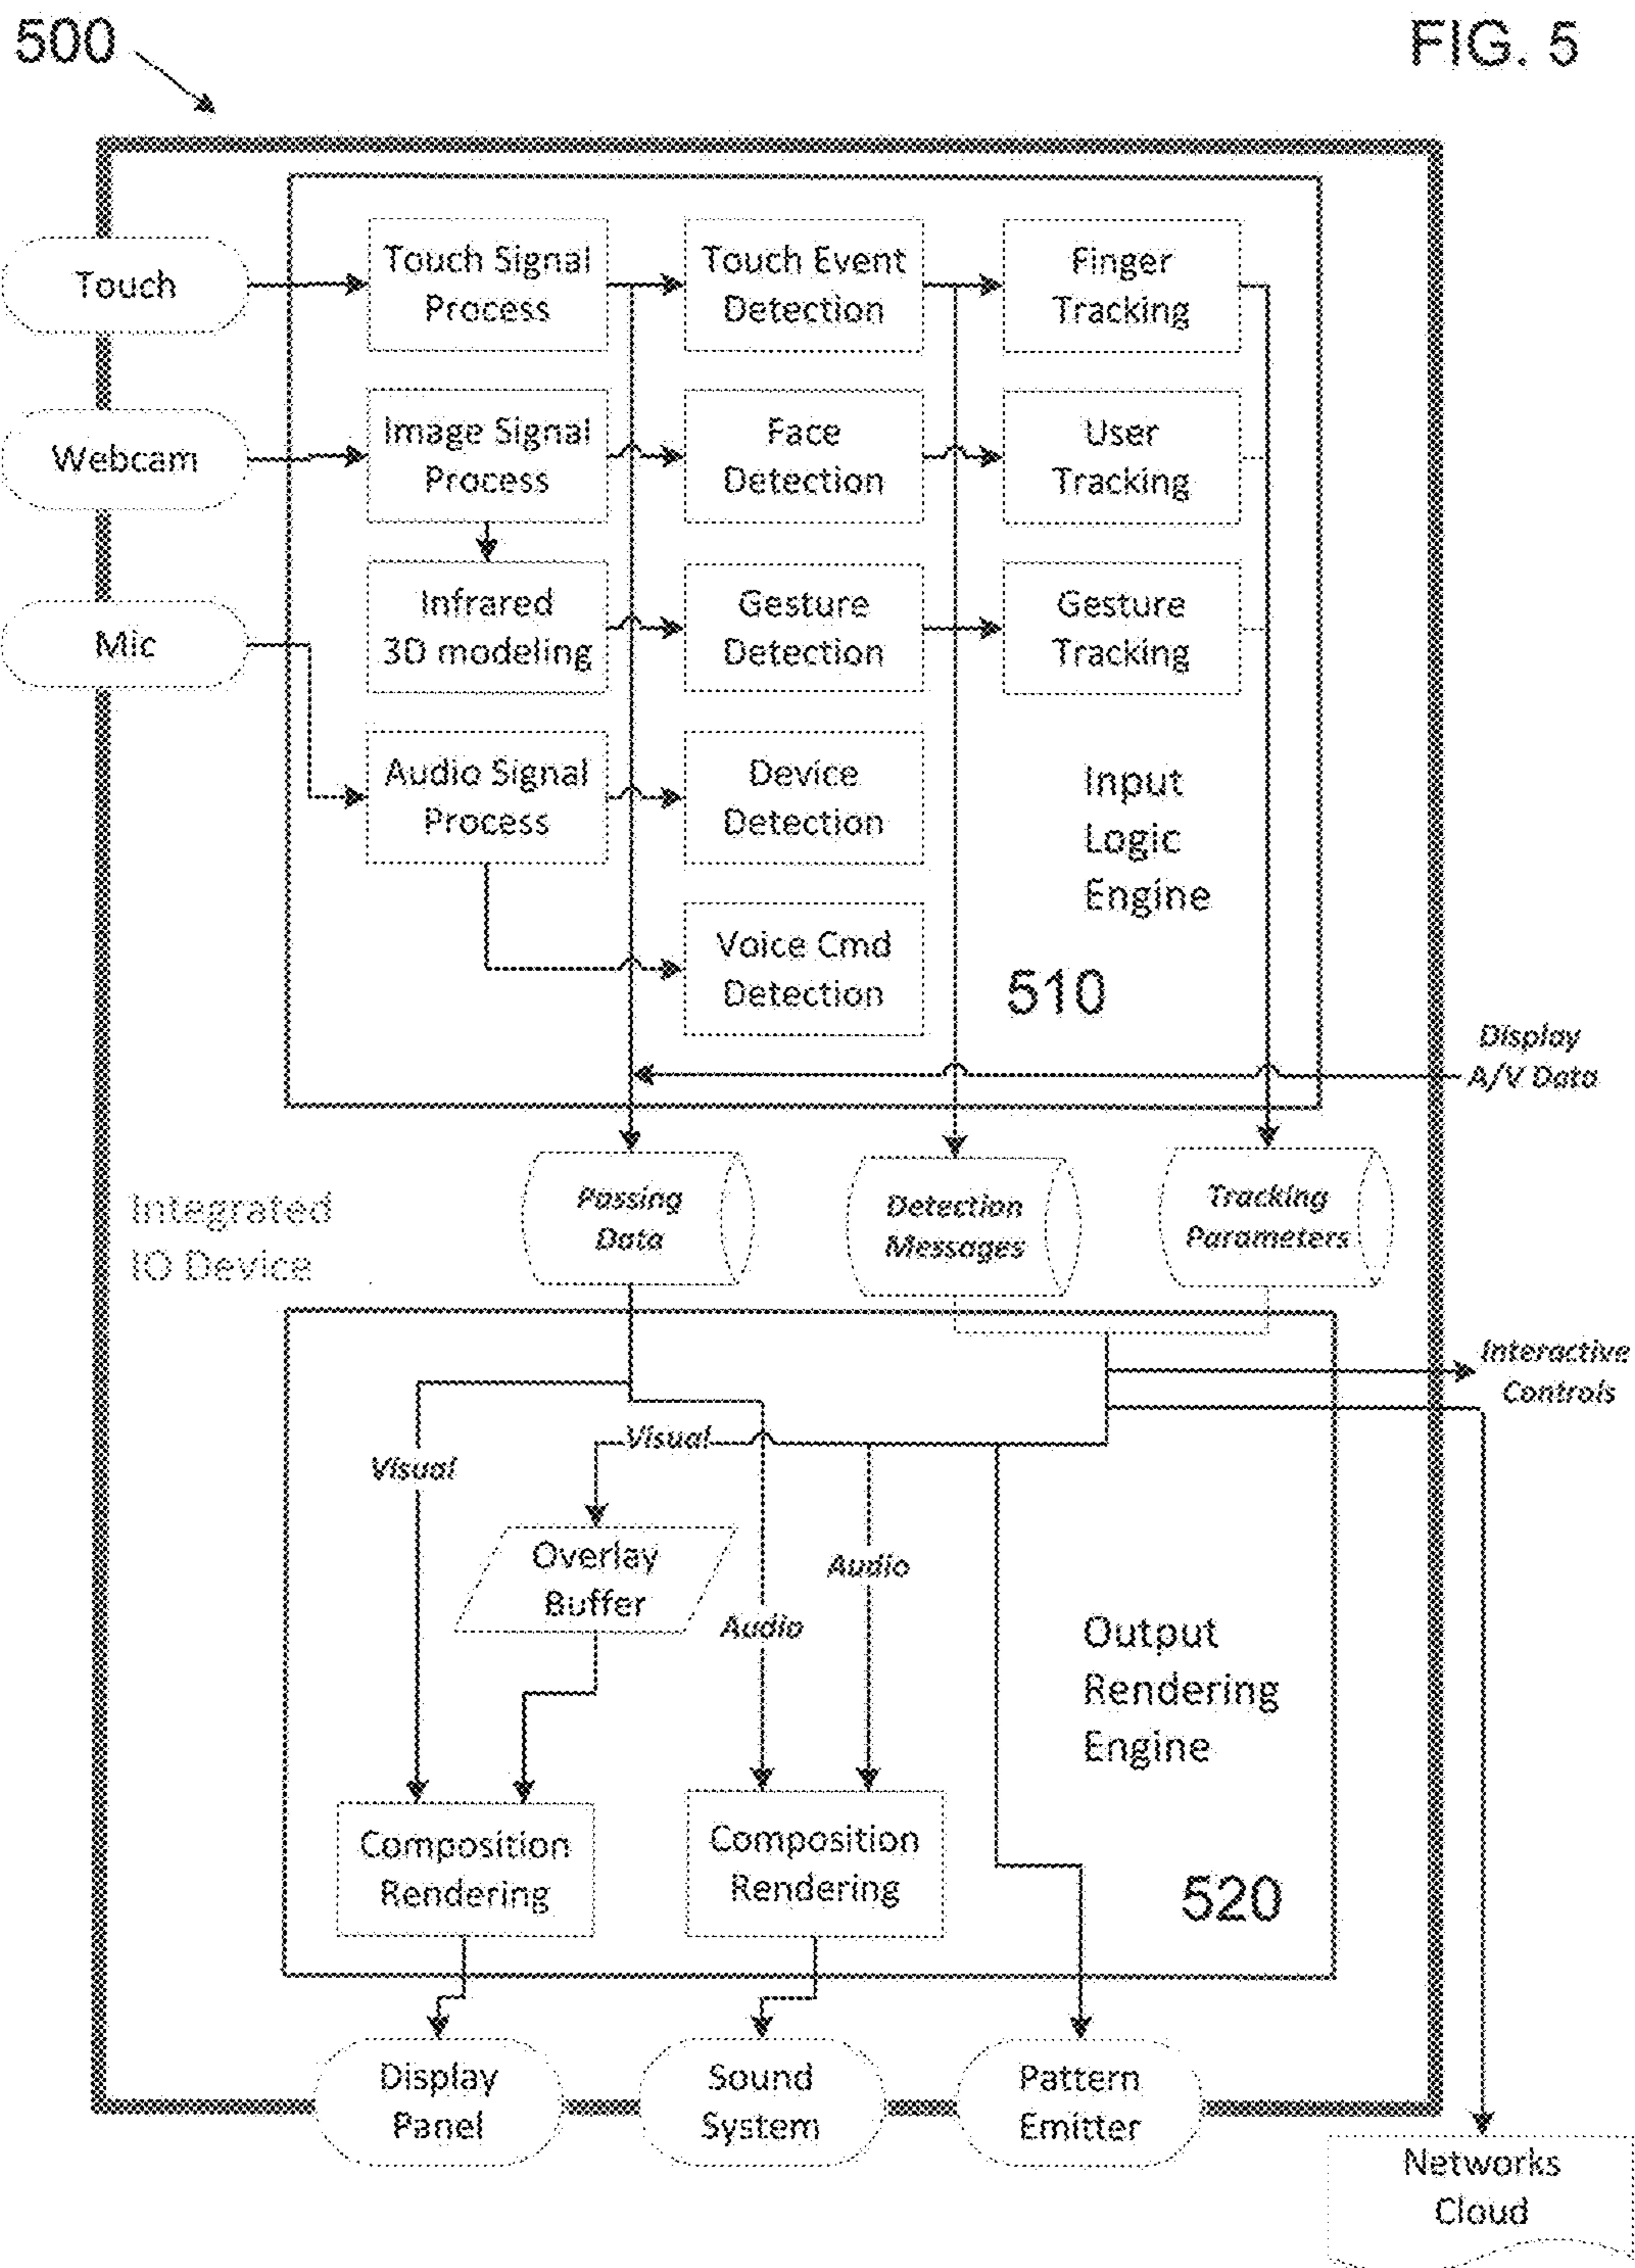 500
FIG. 5
Touch
Touch Signal
Process
Touch Event
Detection
Finger
Tracking
Webcam
Image Signal
Process
Face
Detection
User
Tracking
Mic
Infrared
3D modeling
Gesture
Detection
Gesture
Tracking
Audio Signal
Process
Device
Detection
Input
Logic
Engine
Voice Cmd
Detection
510
Display
A/V Data
Integrated
IO Device
Passing
Data
Detection
Messages
Tracking
Parameters
Interactive
Controls
Visual
Visual
Overlay
Buffer
Audio
Audio
Output
Rendering
Engine
Composition
Rendering
Composition
Rendering
520
Display
Panel
Sound
System
Pattern
Emitter
Networks
Cloud